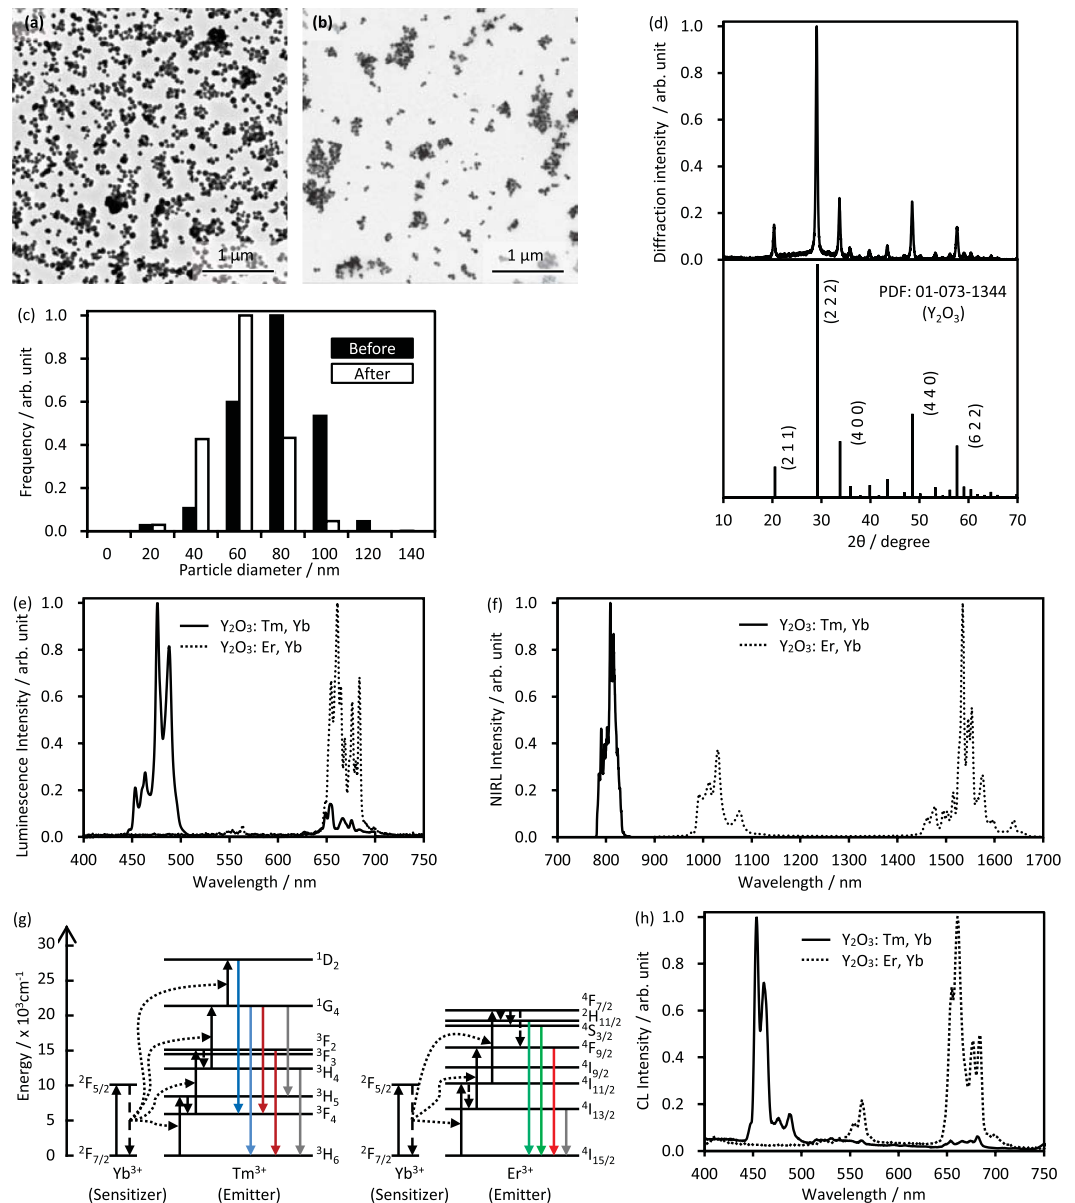 (a)
1 μm
(b)
1 μm
(c)
Frequency / arb. unit
1.0
0.8
0.6
0.4
0.2
0.0
Before
After
0 20 40 60 80 100 120 140
Particle diameter / nm
(d)
Diffraction intensity / arb. unit
1.0
0.8
0.4
0.2
0.0
PDF: 01-073-1344
(Y₂O₃)
(2 1 1)
(2 2 2)
(4 0 0)
(4 4 0)
(6 2 2)
10 20 30 40 50 60 70
2θ / degree
(e)
Luminescence Intensity / arb. unit
1.0
0.8
0.6
0.4
0.2
0.0
Y₂O₃: Tm, Yb
Y₂O₃: Er, Yb
400 450 500 550 600 650 700 750
Wavelength / nm
(f)
NIRL Intensity / arb. unit
1.0
0.8
0.6
0.4
0.2
0.0
Y₂O₃: Tm, Yb
Y₂O₃: Er, Yb
700 800 900 1000 1100 1200 1300 1400 1500 1600 1700
Wavelength / nm
(g)
Energy / x 10³cm⁻¹
30
25
20
15
10
5
0
²F₅/₂
²F₇/₂
Yb³⁺
(Sensitizer)
¹D₂
¹G₄
³F₂
³F₃
³H₄
³H₅
³F₄
³H₆
Tm³⁺
(Emitter)
²F₅/₂
²F₇/₂
Yb³⁺
(Sensitizer)
⁴F₇/₂
²H₁₁/₂
⁴S₃/₂
⁴F₉/₂
⁴I₉/₂
⁴I₁₁/₂
⁴I₁₃/₂
⁴I₁₅/₂
Er³⁺
(Emitter)
(h)
CL Intensity / arb. unit
1.0
0.8
0.6
0.4
0.2
0.0
Y₂O₃: Tm, Yb
Y₂O₃: Er, Yb
400 450 500 550 600 650 700 750
Wavelength / nm